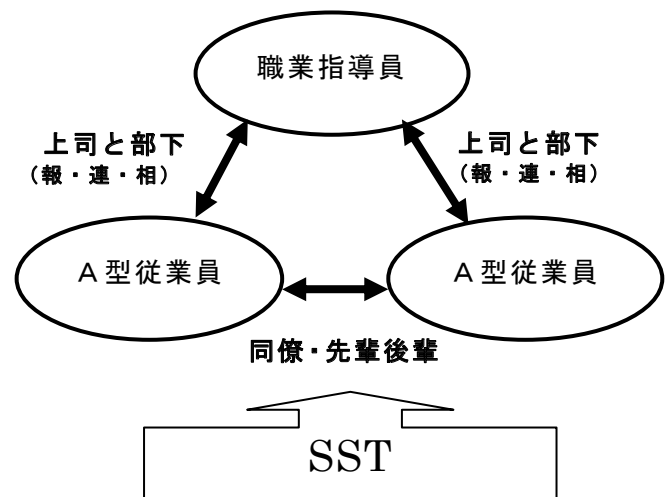 職業指導員
上司と部下
（報・連・相）
上司と部下
（報・連・相）
A型従業員
A型従業員
同僚・先輩後輩
SST